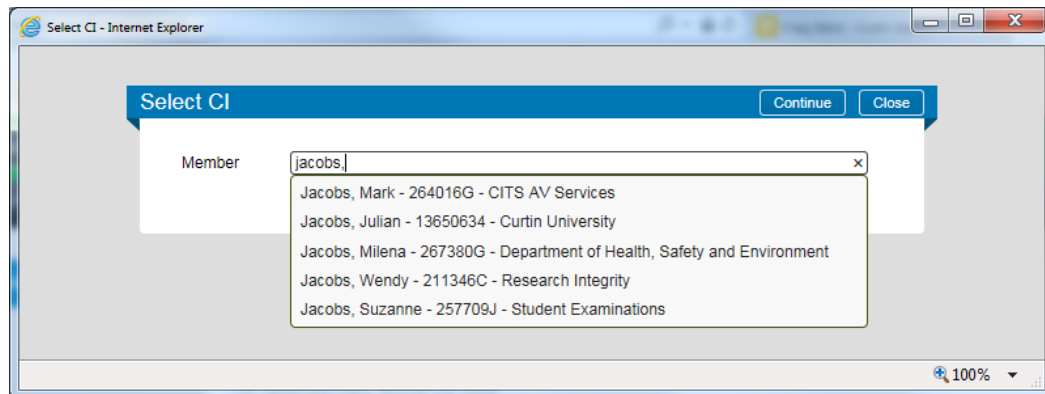 Select CI - Internet Explorer
Select CI
Continue
Close
Member
jacobs,
Jacobs, Mark - 264016G - CITS AV Services
Jacobs, Julian - 13650634 - Curtin University
Jacobs, Milena - 267380G - Department of Health, Safety and Environment
Jacobs, Wendy - 211346C - Research Integrity
Jacobs, Suzanne - 257709J - Student Examinations
100%